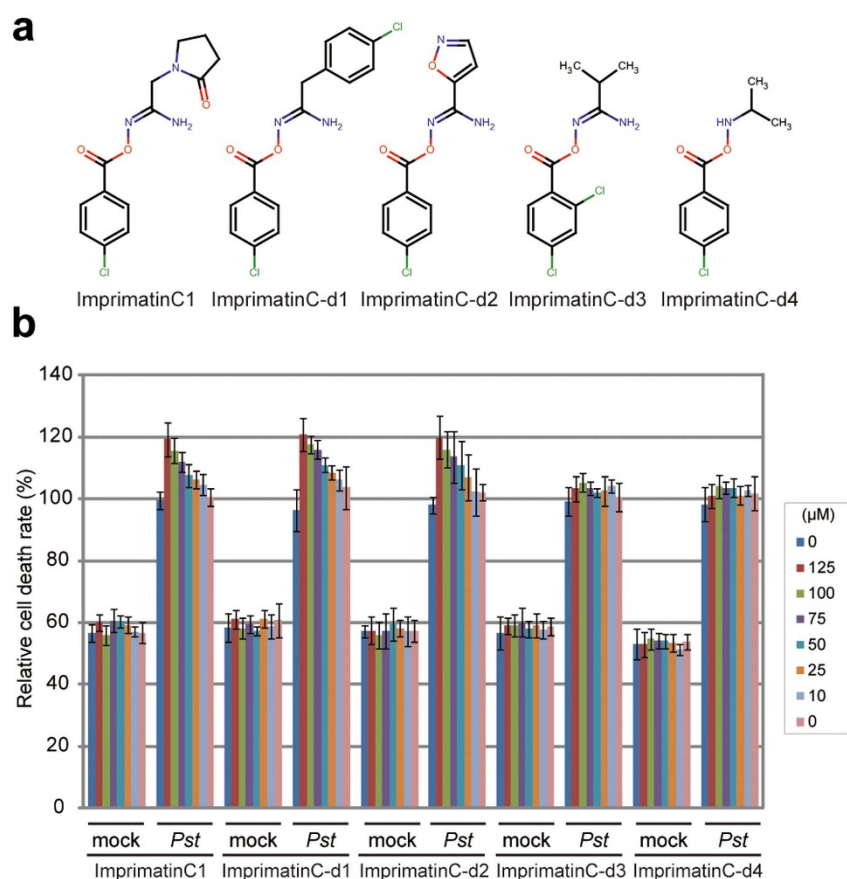 a
Cl
N
O
N
NH₂
O
O
Cl
N
NH₂
O
O
Cl
N
O
N
NH₂
O
O
Cl
H₃C
CH₃
N
NH₂
O
O
Cl
Cl
CH₃
HN
CH₃
O
O
Cl
ImprimatinC1 ImprimatinC-d1 ImprimatinC-d2 ImprimatinC-d3 ImprimatinC-d4
b
Relative cell death rate (%)
140
120
100
80
60
40
20
0
(µM)
0
125
100
75
50
25
10
0
mock Pst mock Pst mock Pst mock Pst mock Pst
ImprimatinC1 ImprimatinC-d1 ImprimatinC-d2 ImprimatinC-d3 ImprimatinC-d4